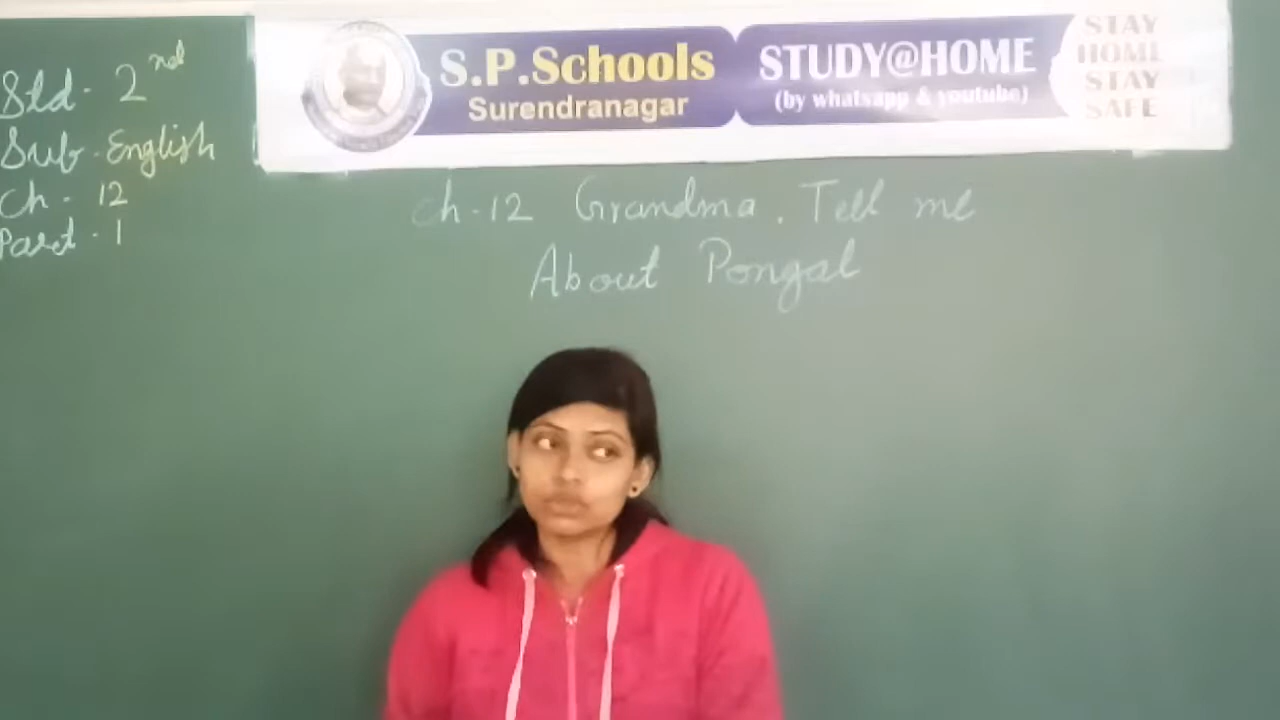 Std - 2nd
Sub - English
Ch - 12
Part - 1
S.P.Schools
Surendranagar
STUDY@HOME
(by whatsapp & youtube)
STAY
HOME
STAY
SAFE
Ch-12 Grandma, Tell me
About Pongal